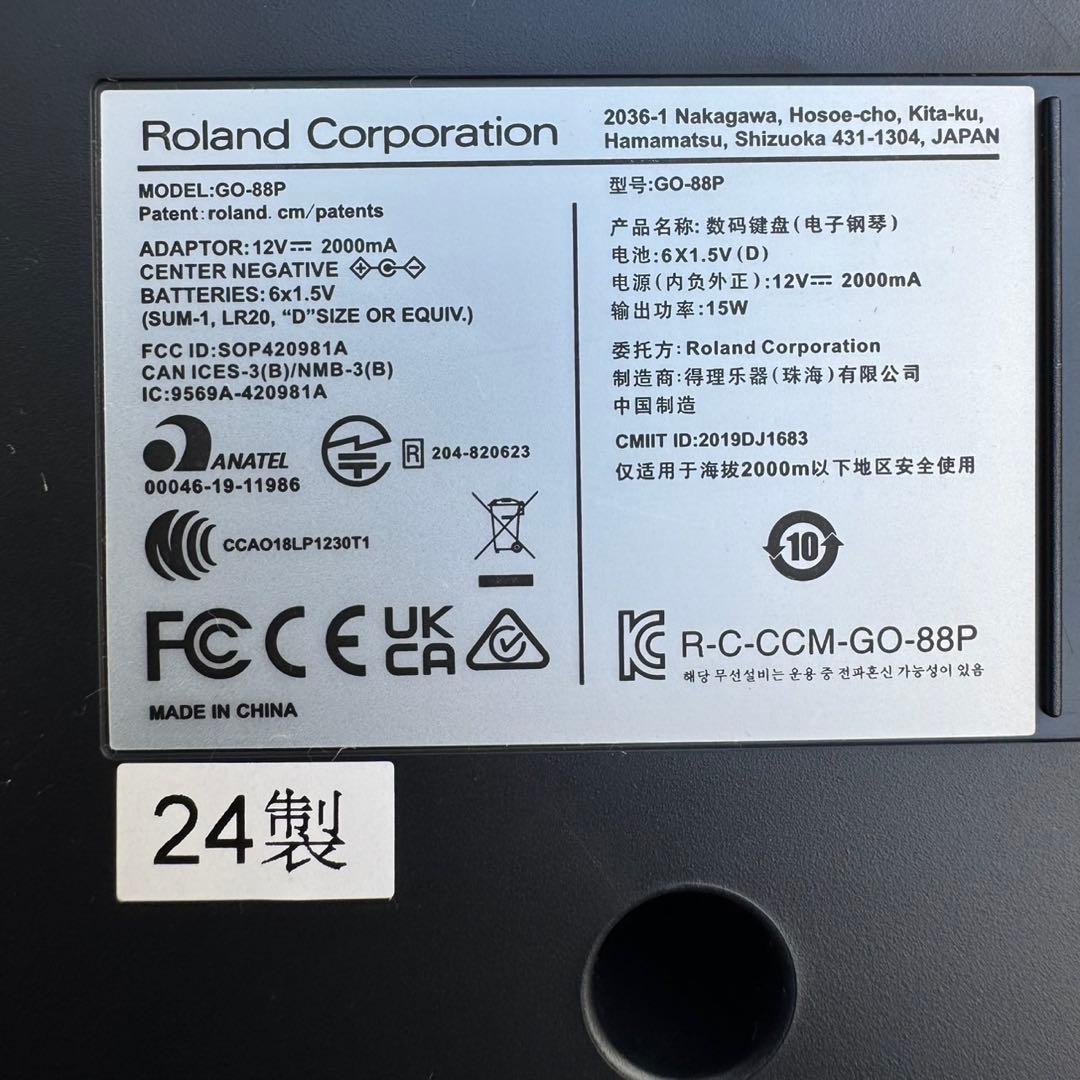 Roland Corporation
2036-1 Nakagawa, Hosoe-cho, Kita-ku,
Hamamatsu, Shizuoka 431-1304, JAPAN
MODEL:GO-88P
Patent:roland. cm/patents
ADAPTOR:12V⎓ 2000mA
CENTER NEGATIVE
BATTERIES:6x1.5V
(SUM-1, LR20, “D”SIZE OR EQUIV.)
FCC ID:SOP420981A
CAN ICES-3(B)/NMB-3(B)
IC:9569A-420981A
ANATEL
00046-19-11986
R 204-820623
CCAO18LP1230T1
FC CE UK
CA
MADE IN CHINA
型号:GO-88P
产品名称:数码键盘(电子钢琴)
电池:6X1.5V(D)
电源(内负外正):12V⎓ 2000mA
输出功率:15W
委托方:Roland Corporation
制造商:得理乐器(珠海)有限公司
中国制造
CMIIT ID:2019DJ1683
仅适用于海拔2000m以下地区安全使用
10
R-C-CCM-GO-88P
해당 무선설비는 운용 중 전파혼신 가능성이 있음
24製